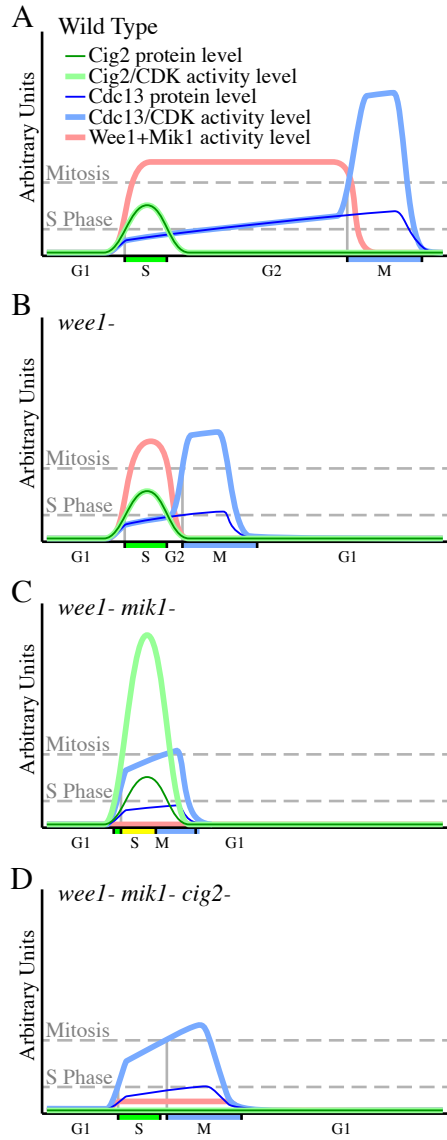 A
Wild Type
Cig2 protein level
Cig2/CDK activity level
Cdc13 protein level
Cdc13/CDK activity level
Wee1+Mik1 activity level
Arbitrary Units
Mitosis
S Phase
G1 S G2 M
B
wee1-
Arbitrary Units
Mitosis
S Phase
G1 S G2 M G1
C
wee1- mik1-
Arbitrary Units
Mitosis
S Phase
G1 S M G1
D
wee1- mik1- cig2-
Arbitrary Units
Mitosis
S Phase
G1 S M G1